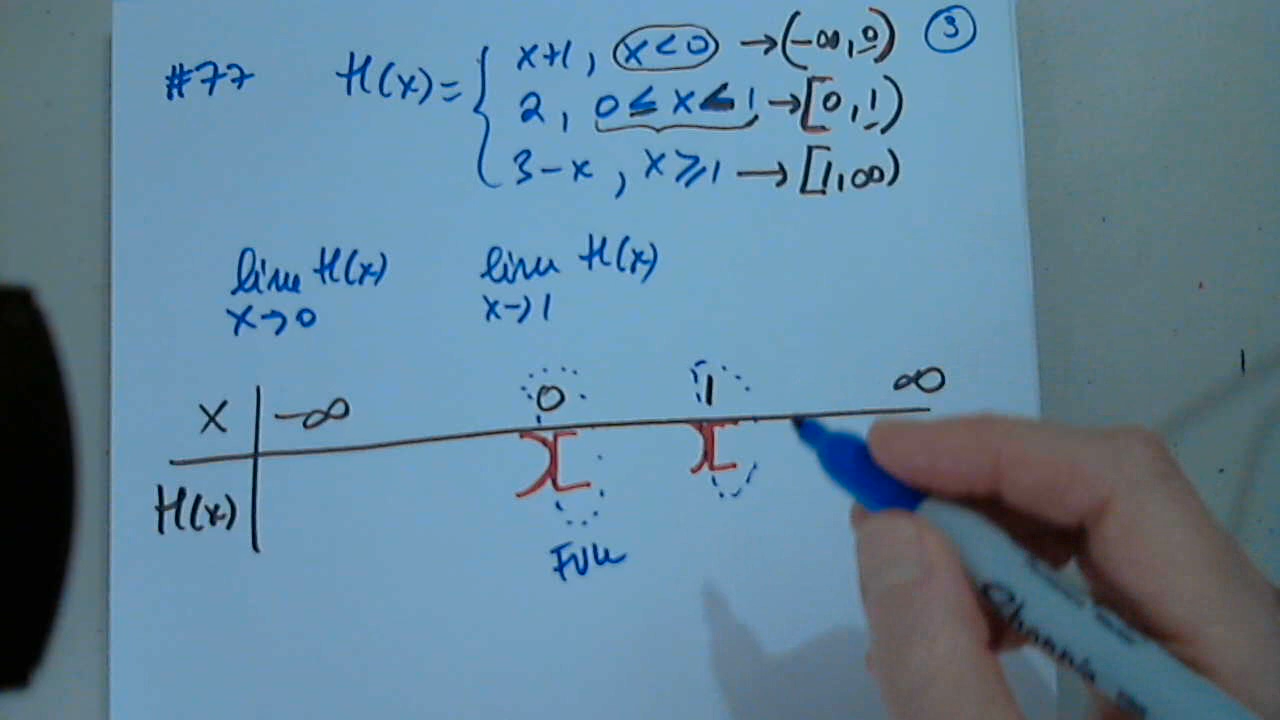 #77 H(x) = { x+1, x<0 → (-∞, 0) ③
2, 0 ≤ x < 1 → [0, 1)
3-x, x ≥ 1 → [1, ∞)
lim H(x) lim H(x)
x→0 x→1
x -∞ 0 1 ∞
)[ )[
H(x)